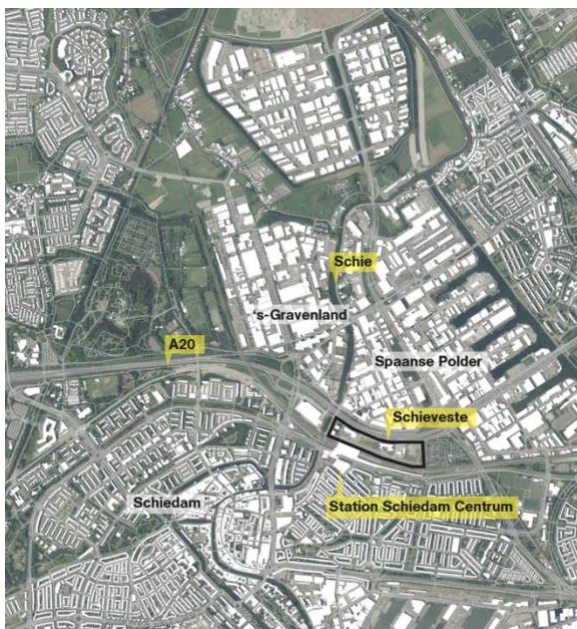 Schie
's-Gravenland
A20
Spaanse Polder
Schieveste
Schiedam
Station Schiedam Centrum